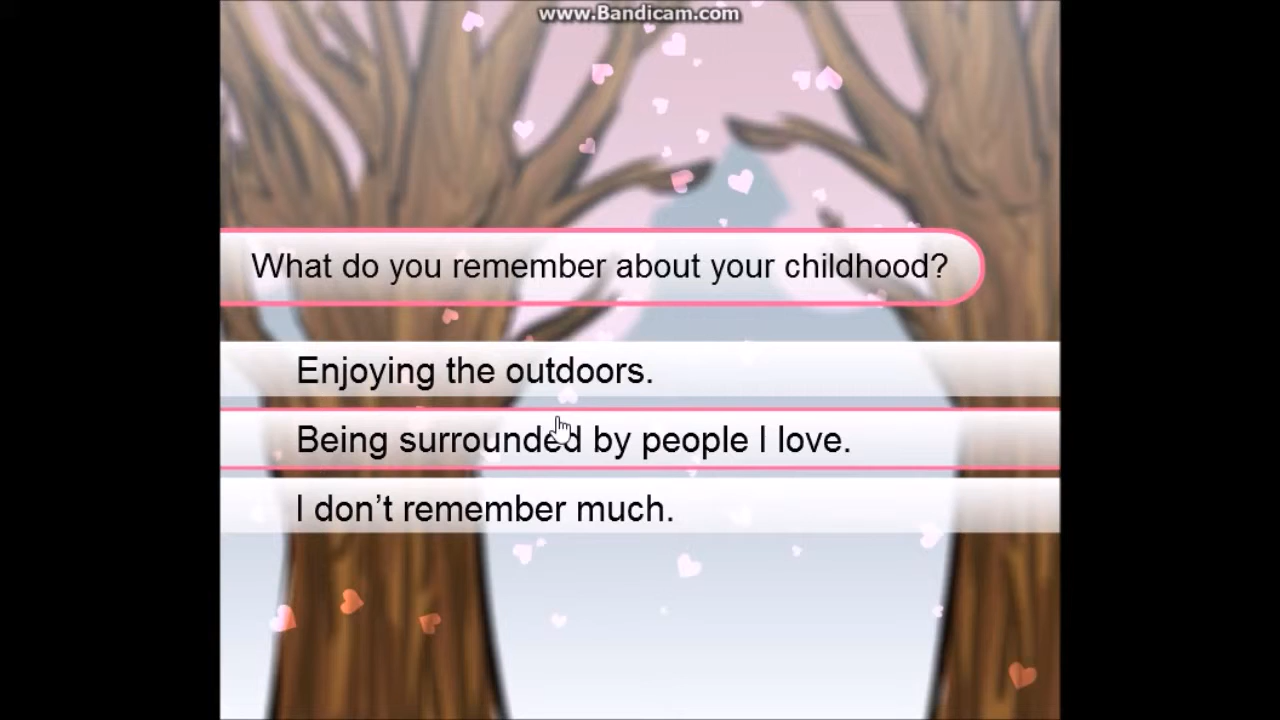 www.Bandicam.com
What do you remember about your childhood?
Enjoying the outdoors.
Being surrounded by people I love.
I don’t remember much.